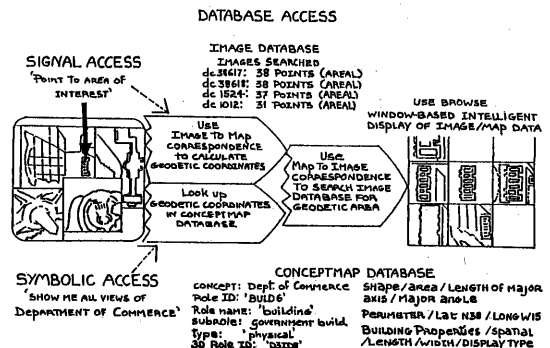 DATABASE ACCESS
SIGNAL ACCESS
'POINT TO AREA OF
INTEREST'
IMAGE DATABASE
IMAGES SEARCHED
dc38617: 38 POINTS (AREAL)
dc38618: 38 POINTS (AREAL)
dc1524: 37 POINTS (AREAL)
dc1012: 31 POINTS (AREAL)
USE
IMAGE TO MAP
CORRESPONDENCE
TO CALCULATE
GEODETIC COORDINATES
LOOK UP
GEODETIC COORDINATES
IN CONCEPTMAP
DATABASE
USE
MAP TO IMAGE
CORRESPONDENCE
TO SEARCH IMAGE
DATABASE FOR
GEODETIC AREA
USE BROWSE
WINDOW-BASED INTELLIGENT
DISPLAY OF IMAGE/MAP DATA
SYMBOLIC ACCESS
'SHOW ME ALL VIEWS OF
DEPARTMENT OF COMMERCE'
CONCEPTMAP DATABASE
CONCEPT: Dept. of Commerce
Role ID: 'BUILD6'
Role name: 'building'
subrole: government build.
type: 'physical'
3D Role ID:
Shape/area/LENGTH OF MAJOR
axis/Major angle
PERIMETER/Lat N38/LONG W15
BUILDING Properties/spatial
/LENGTH/WIDTH/DISPLAY TYPE